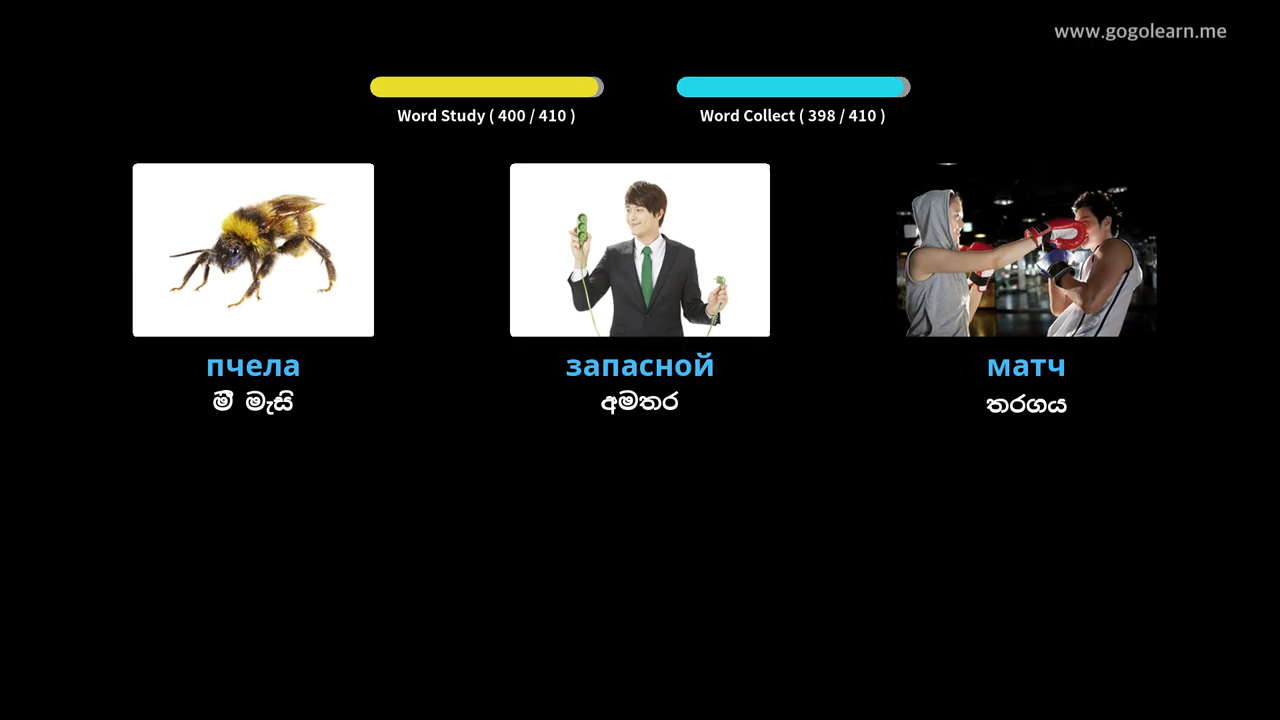 www.gogolearn.me
Word Study ( 400 / 410 )
Word Collect ( 398 / 410 )
пчела
මී මැසි
запасной
අමතර
матч
තරගය